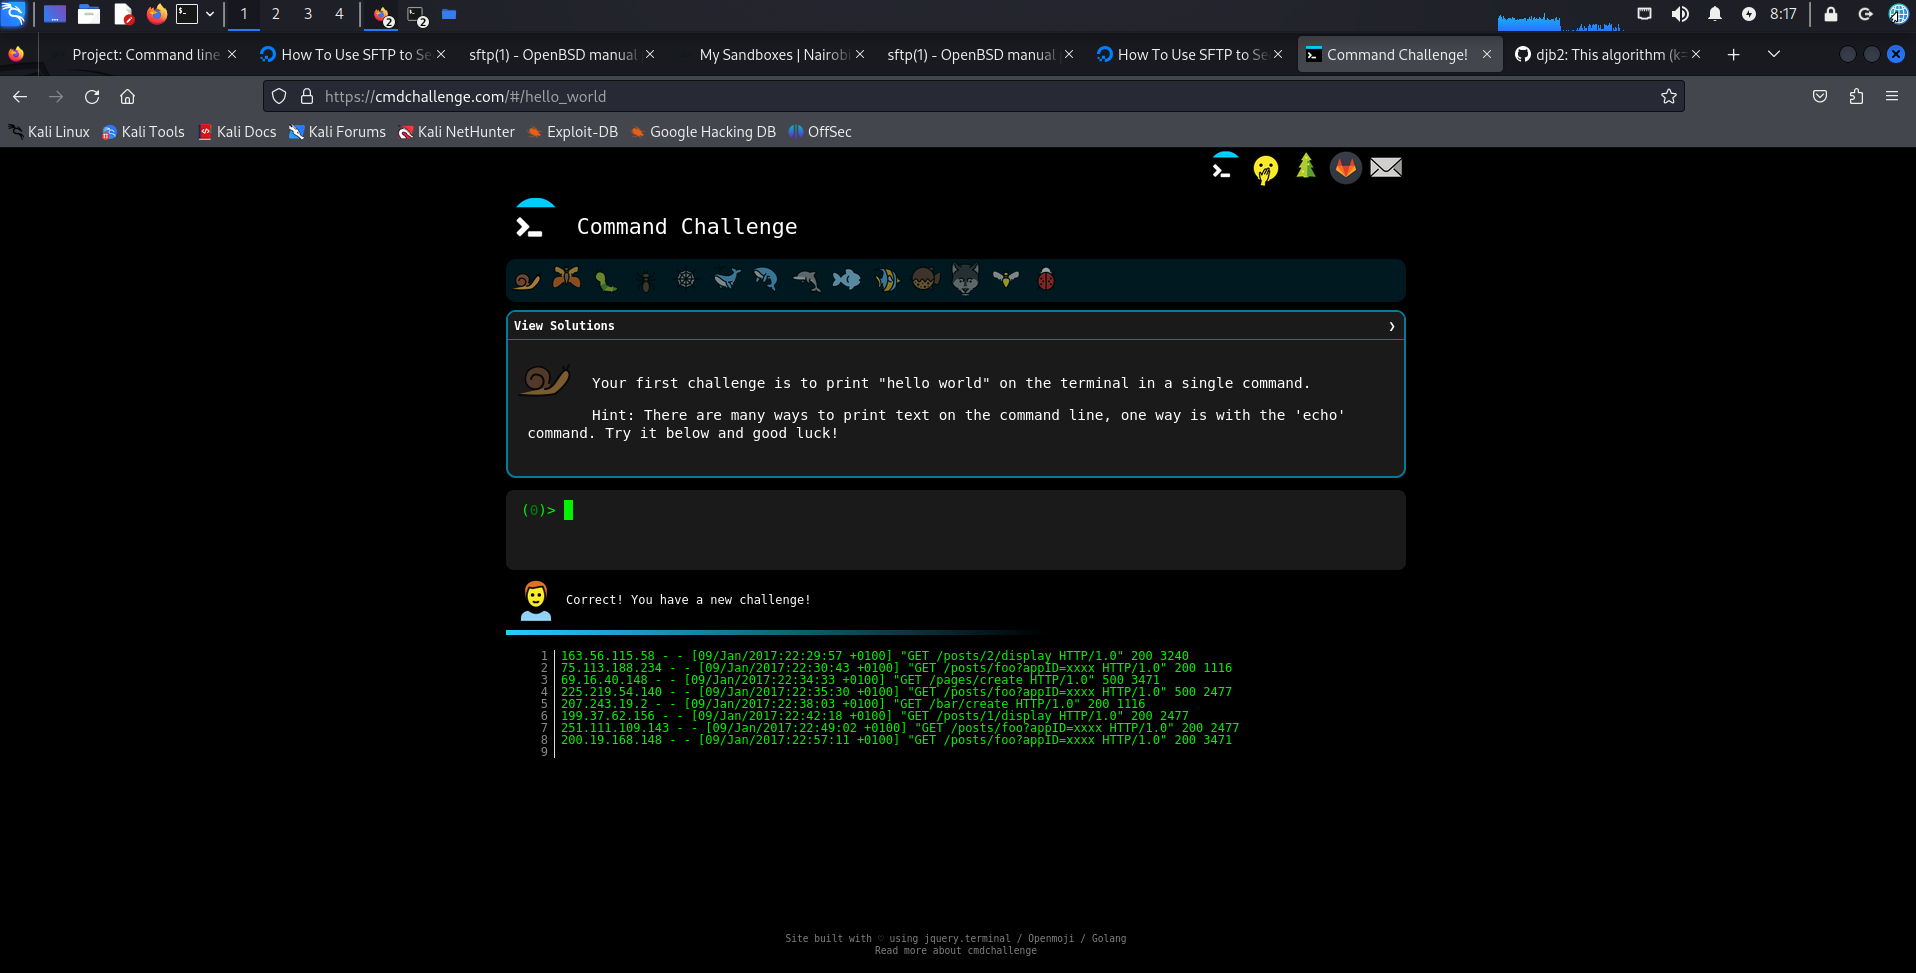 1 2 3 4 2 2 8:17
Project: Command line How To Use SFTP to Se sftp(1) - OpenBSD manual My Sandboxes | Nairobi sftp(1) - OpenBSD manual How To Use SFTP to Se Command Challenge! djb2: This algorithm (k=
https://cmdchallenge.com/#/hello_world
Kali Linux Kali Tools Kali Docs Kali Forums Kali NetHunter Exploit-DB Google Hacking DB OffSec
Command Challenge
View Solutions
Your first challenge is to print "hello world" on the terminal in a single command.
Hint: There are many ways to print text on the command line, one way is with the 'echo'
command. Try it below and good luck!
(0)>
Correct! You have a new challenge!
1 163.56.115.58 - - [09/Jan/2017:22:29:57 +0100] "GET /posts/2/display HTTP/1.0" 200 3240
2 75.113.188.234 - - [09/Jan/2017:22:30:43 +0100] "GET /posts/foo?appID=xxxx HTTP/1.0" 200 1116
3 69.16.40.148 - - [09/Jan/2017:22:34:33 +0100] "GET /pages/create HTTP/1.0" 500 3471
4 225.219.54.140 - - [09/Jan/2017:22:35:30 +0100] "GET /posts/foo?appID=xxxx HTTP/1.0" 500 2477
5 207.243.19.2 - - [09/Jan/2017:22:38:03 +0100] "GET /bar/create HTTP/1.0" 200 1116
6 199.37.62.156 - - [09/Jan/2017:22:42:18 +0100] "GET /posts/1/display HTTP/1.0" 200 2477
7 251.111.109.143 - - [09/Jan/2017:22:49:02 +0100] "GET /posts/foo?appID=xxxx HTTP/1.0" 200 2477
8 200.19.168.148 - - [09/Jan/2017:22:57:11 +0100] "GET /posts/foo?appID=xxxx HTTP/1.0" 200 3471
9
Site built with ♡ using jquery.terminal / Openmoji / Golang
Read more about cmdchallenge